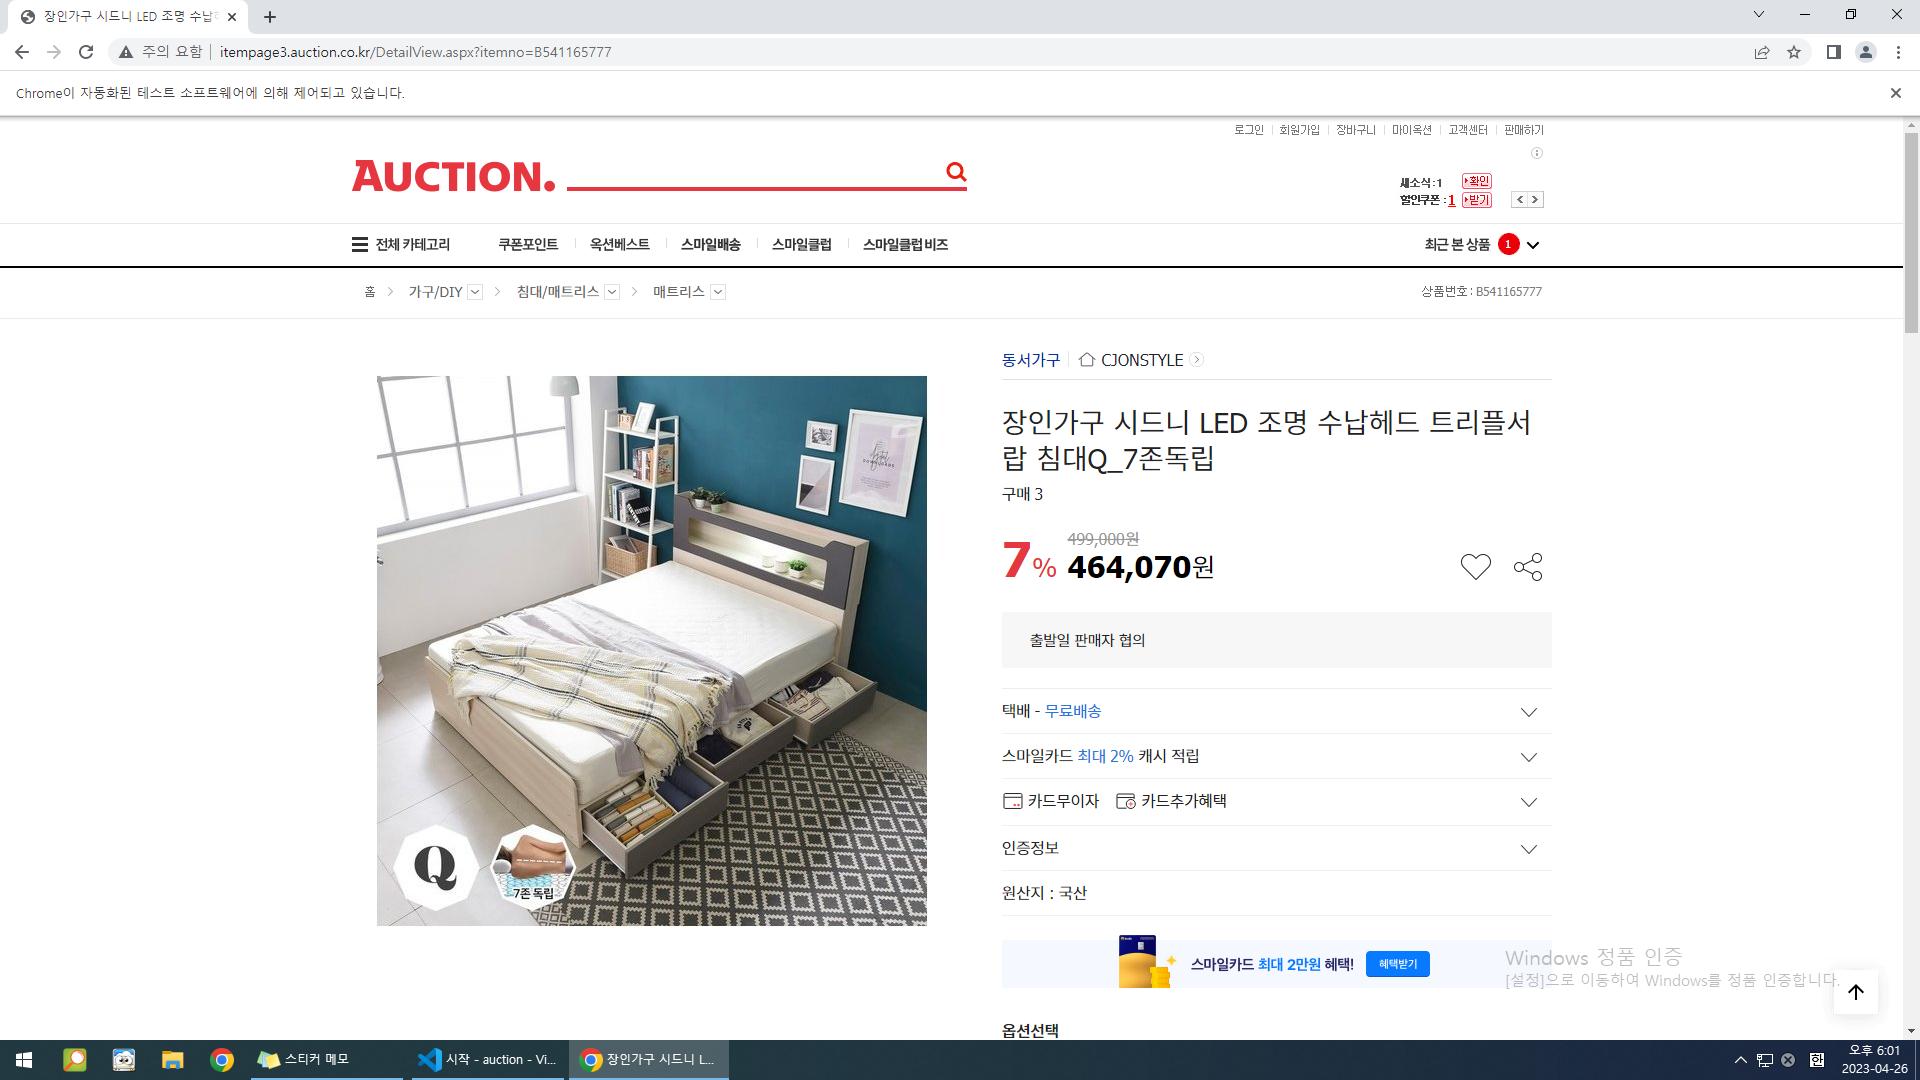 장인가구 시드니 LED 조명 수납헤
주의 요함
itempage3.auction.co.kr/DetailView.aspx?itemno=B541165777
Chrome이 자동화된 테스트 소프트웨어에 의해 제어되고 있습니다.
로그인 회원가입 장바구니 마이옥션 고객센터 판매하기
AUCTION.
새소식 : 1 확인
할인쿠폰 : 1 받기
전체 카테고리 쿠폰포인트 옥션베스트 스마일배송 스마일클럽 스마일클럽 비즈 최근 본 상품 1
홈 > 가구/DIY > 침대/매트리스 > 매트리스 상품번호 : B541165777
동서가구 CJONSTYLE
장인가구 시드니 LED 조명 수납헤드 트리플서
랍 침대Q_7존독립
구매 3
499,000원
7% 464,070원
출발일 판매자 협의
택배 - 무료배송
스마일카드 최대 2% 캐시 적립
카드무이자 카드추가혜택
인증정보
원산지 : 국산
Q
7존 독립
스마일카드 최대 2만원 혜택! 혜택받기
Windows 정품 인증
[설정]으로 이동하여 Windows를 정품 인증합니다.
옵션선택
스티커 메모
시작 - auction - Vi...
장인가구 시드니 L...
한
오후 6:01
2023-04-26